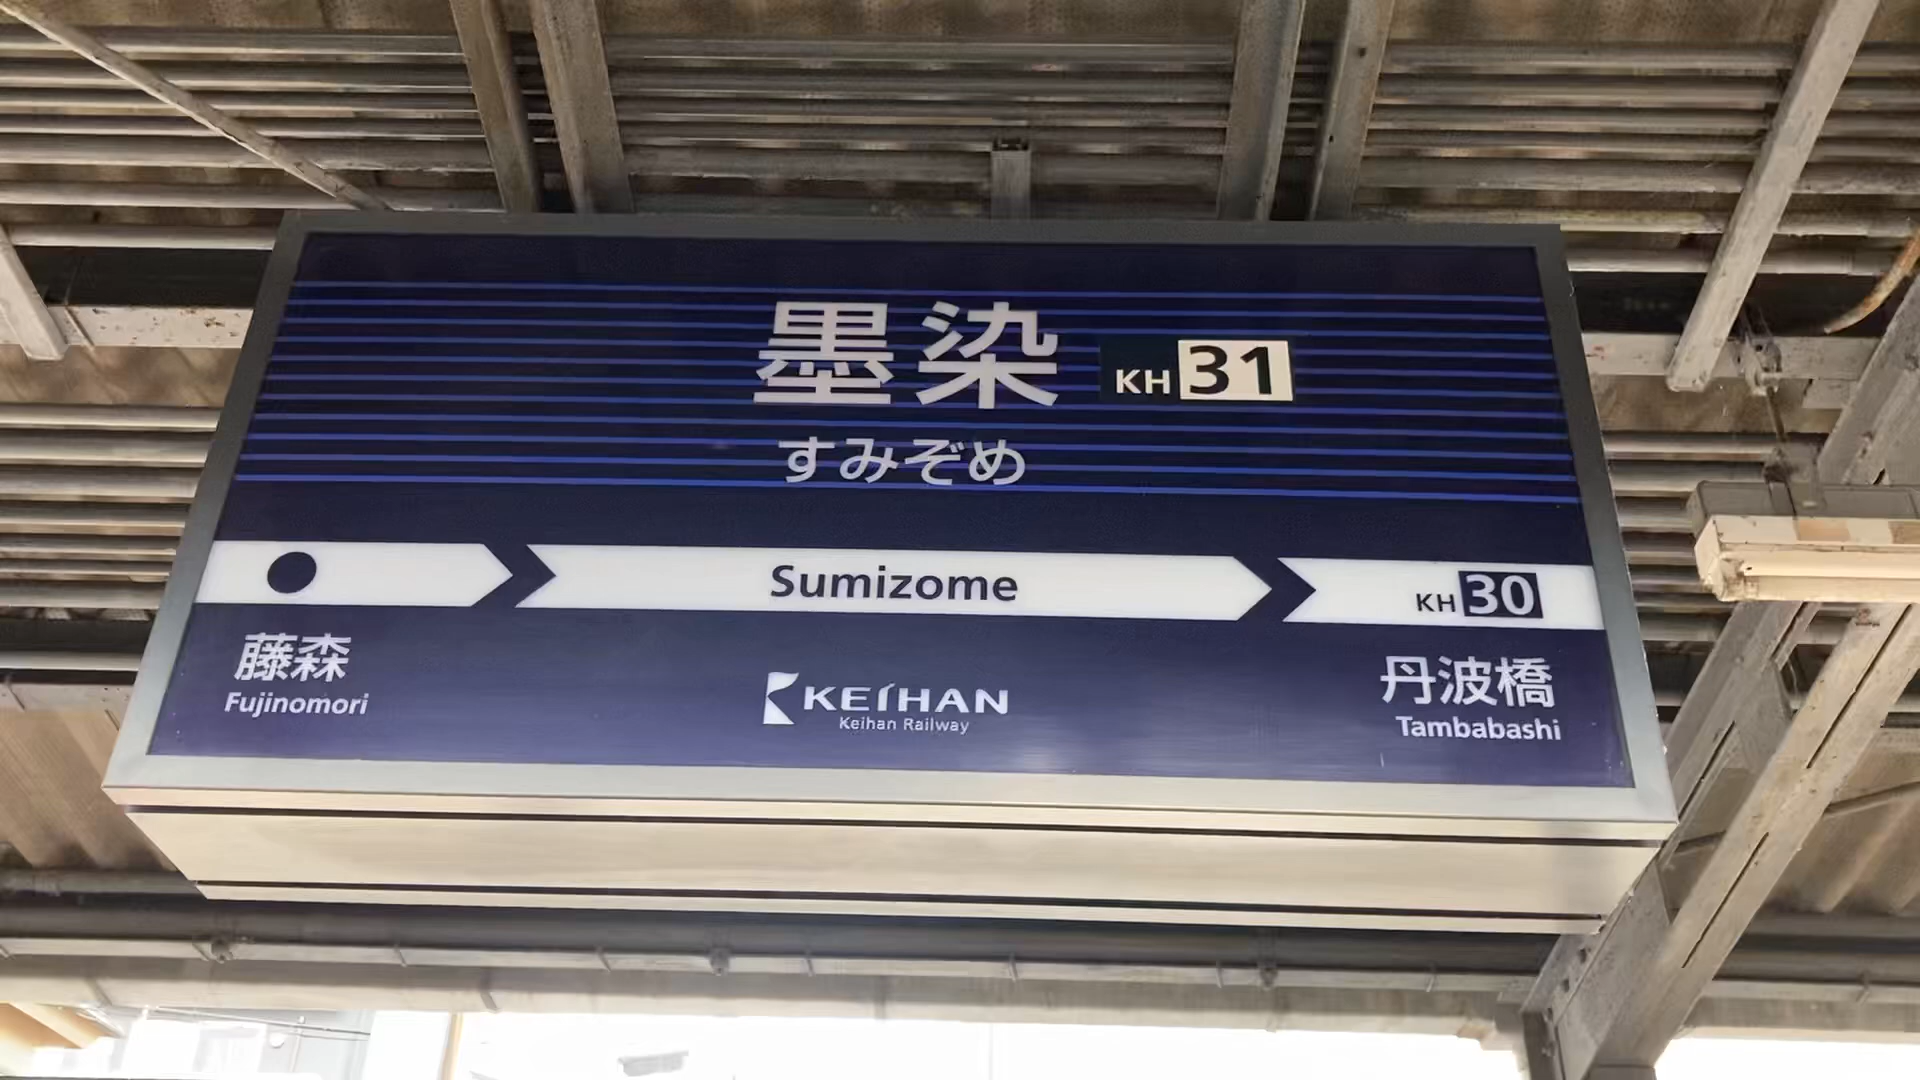 墨染 KH 31
すみぞめ
Sumizome
KH 30
藤森
Fujinomori
KEIHAN
Keihan Railway
丹波橋
Tambabashi